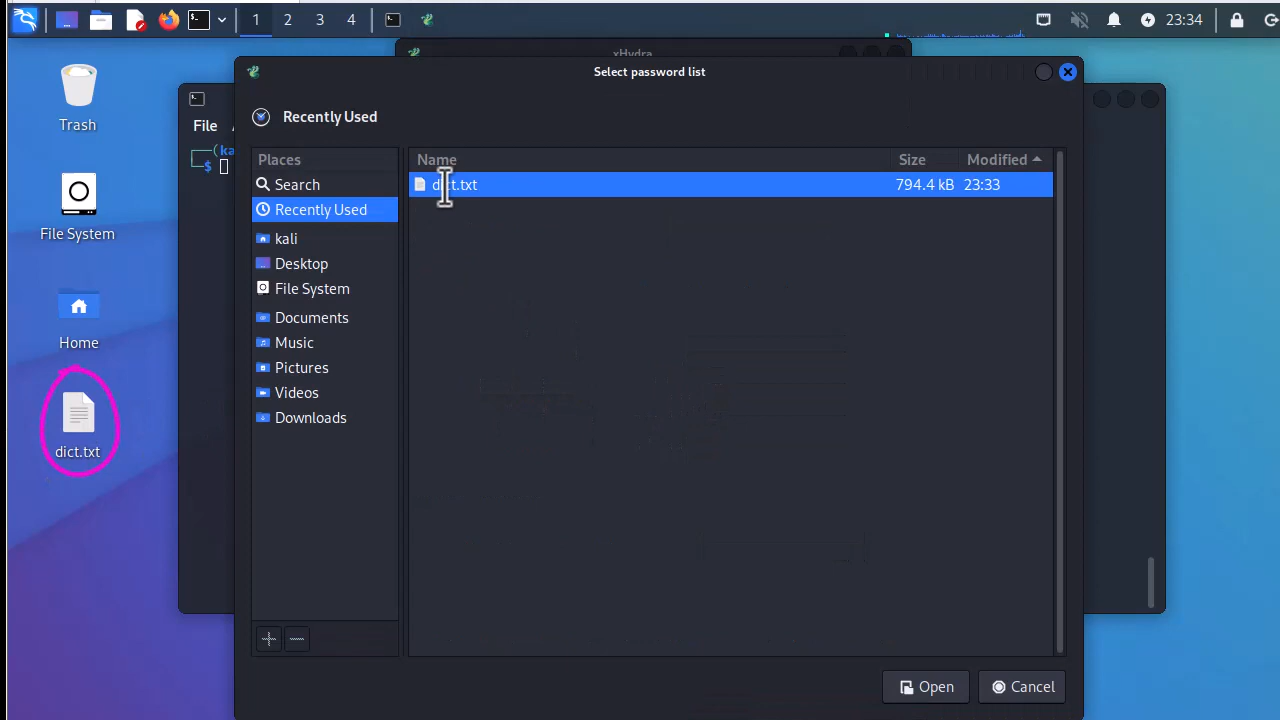 1 2 3 4
23:34
xHydra
Select password list
Trash
File System
Home
dict.txt
File
Recently Used
Places
Search
Recently Used
kali
Desktop
File System
Documents
Music
Pictures
Videos
Downloads
Name Size Modified
dict.txt 794.4 kB 23:33
Open Cancel